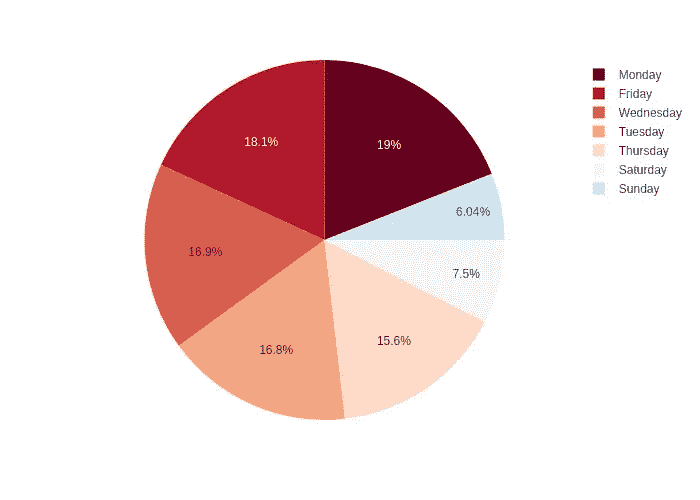 Monday
Friday
Wednesday
Tuesday
Thursday
Saturday
Sunday
18.1%
19%
6.04%
16.9%
7.5%
15.6%
16.8%